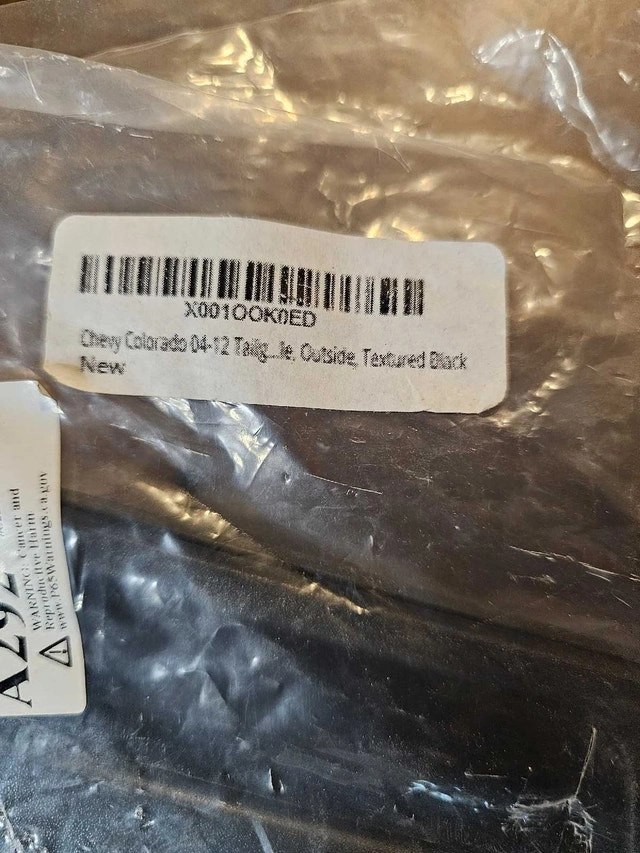 X001OOK0ED
Chevy Colorado 04-12 Tailg...le, Outside, Textured Black
New
WARNING: Cancer and
Reproductive Harm
www.P65Warnings.ca.gov